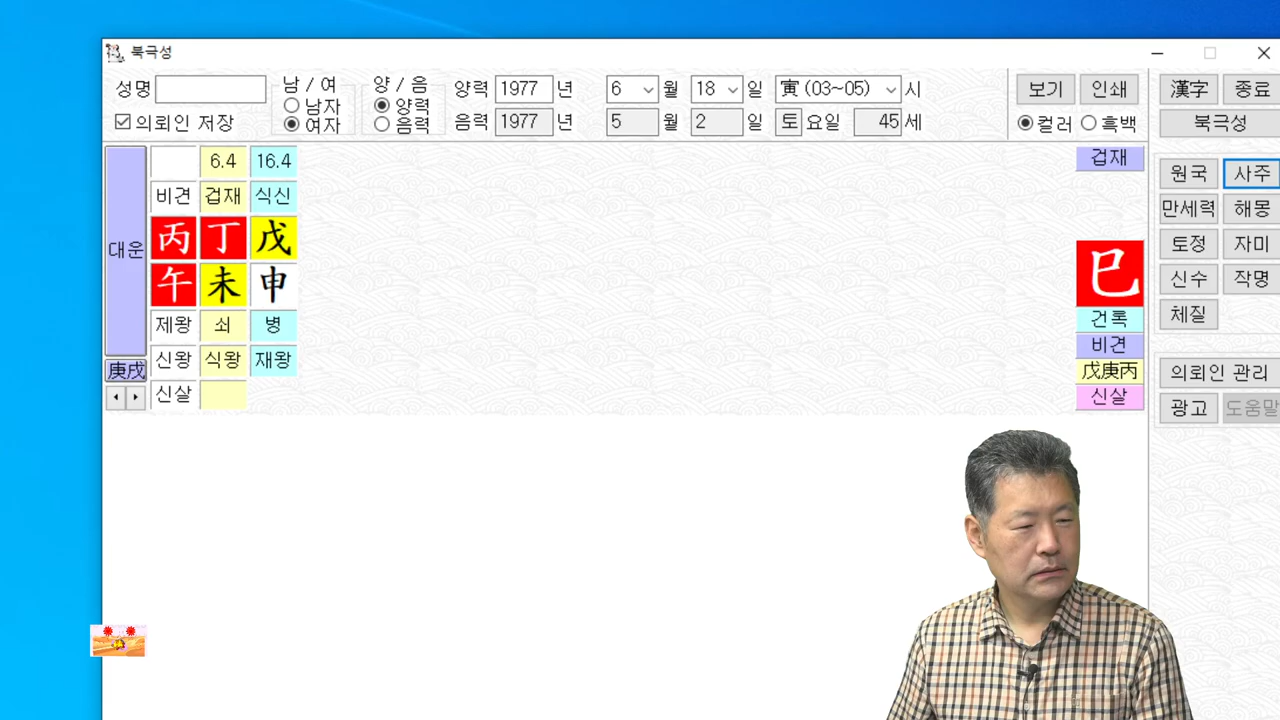 북극성
성명 남 / 여 양 / 음 양력 1977 년 6 월 18 일 寅 (03~05) 시 보기 인쇄 漢字 종료
남자 양력
의뢰인 저장 여자 음력 음력 1977 년 5 월 2 일 토 요일 45 세 컬러 흑백 북극성
6.4 16.4 겁재
비견 겁재 식신 원국 사주
만세력 해몽
대운 丙 丁 戊 토정 자미
午 未 申 巳 신수 작명
제왕 쇠 병 건록 체질
신왕 식왕 재왕 비견
庚戌 戊庚丙 의뢰인 관리
신살 신살 광고 도움말